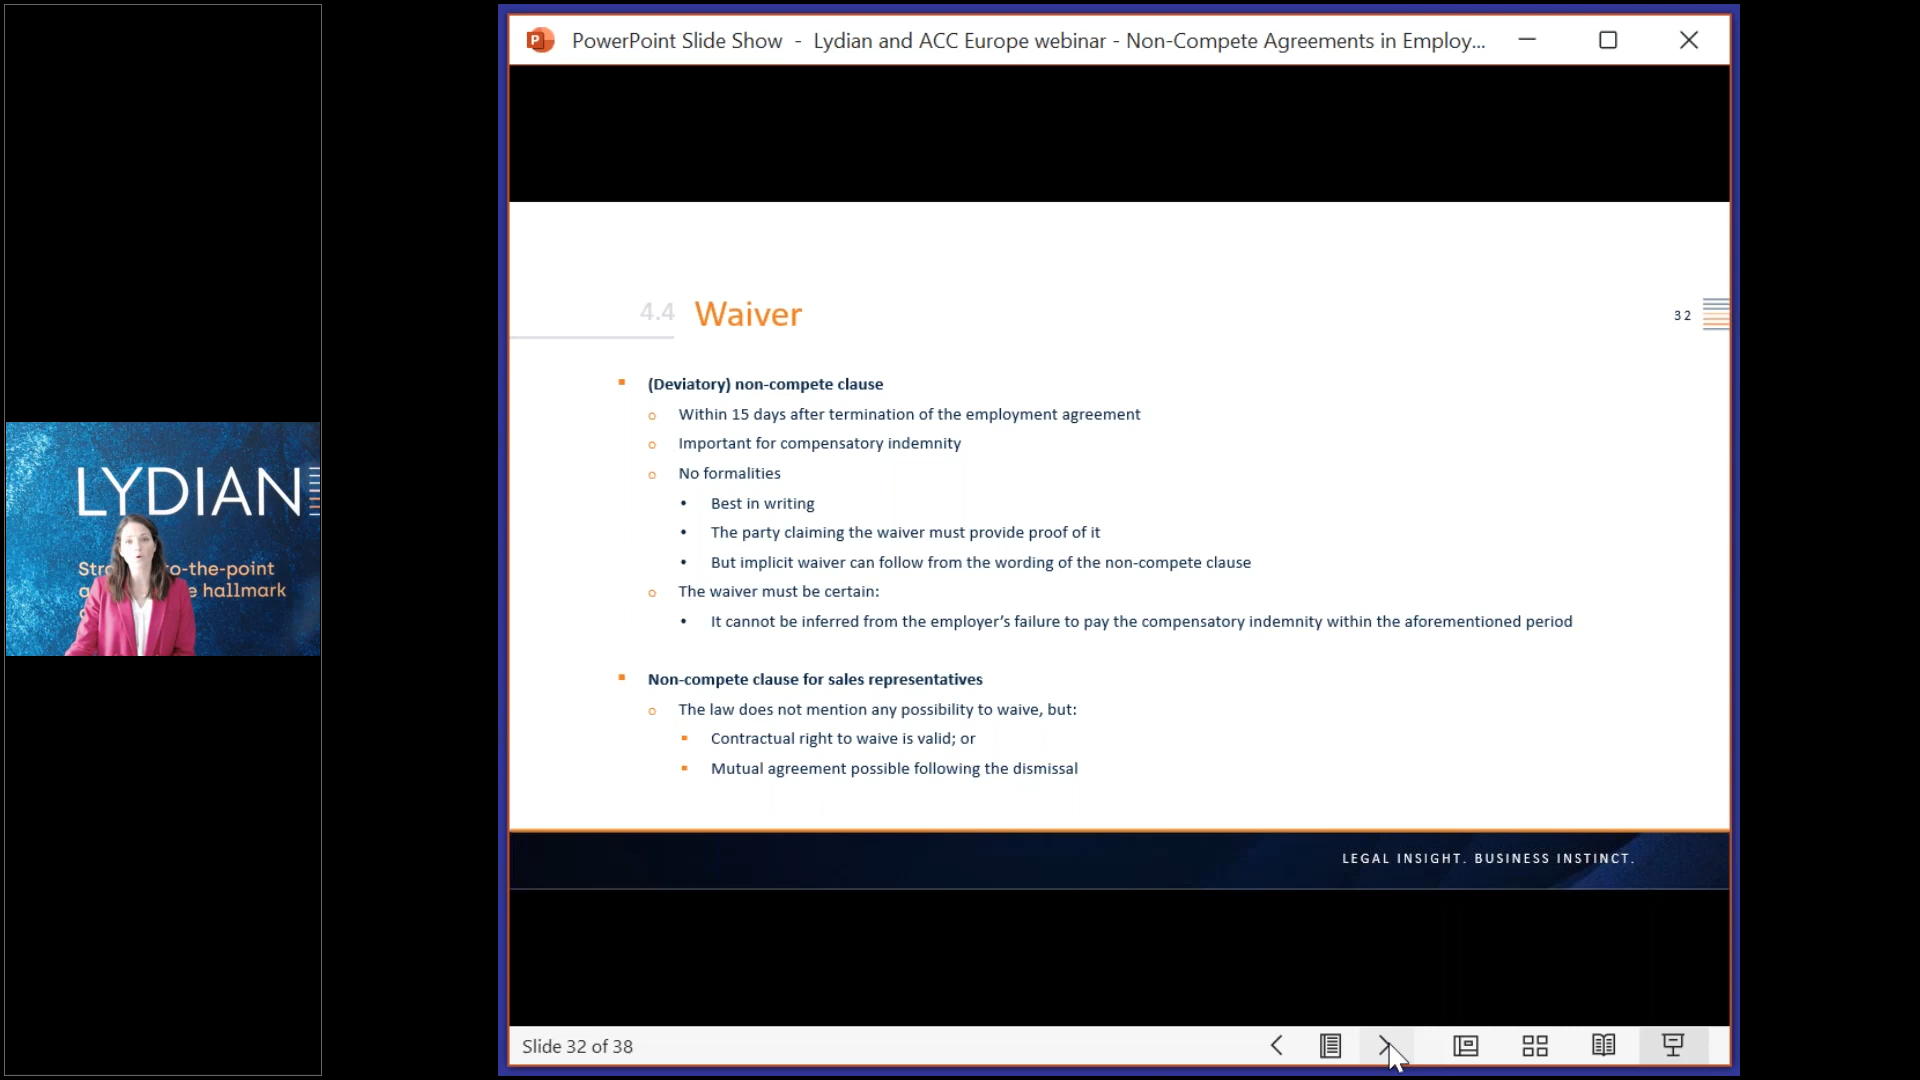 PowerPoint Slide Show - Lydian and ACC Europe webinar - Non-Compete Agreements in Employ...
4.4 Waiver
32
(Deviatory) non-compete clause
Within 15 days after termination of the employment agreement
Important for compensatory indemnity
No formalities
Best in writing
The party claiming the waiver must provide proof of it
But implicit waiver can follow from the wording of the non-compete clause
The waiver must be certain:
It cannot be inferred from the employer's failure to pay the compensatory indemnity within the aforementioned period
Non-compete clause for sales representatives
The law does not mention any possibility to waive, but:
Contractual right to waive is valid; or
Mutual agreement possible following the dismissal
LEGAL INSIGHT. BUSINESS INSTINCT.
Slide 32 of 38
LYDIAN
o-the-point
hallmark